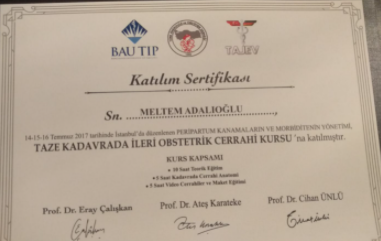 BAU TIP
TAJEV
Katılım Sertifikası
Sn. MELTEM ADALIOĞLU
14-15-16 Temmuz 2017 tarihinde İstanbul'da düzenlenen PERİPARTUM KANAMALARIN VE MORBİDİTENİN YÖNETİMİ,
TAZE KADAVRADA İLERİ OBSTETRİK CERRAHİ KURSU'na katılmıştır.
KURS KAPSAMI
• 10 Saat Teorik Eğitim
• 5 Saat Kadavrada Cerrahi Anatomi
• 5 Saat Video Cerrahiler ve Maket Eğitimi
Prof. Dr. Eray Çalışkan Prof. Dr. Ateş Karateke Prof. Dr. Cihan ÜNLÜ